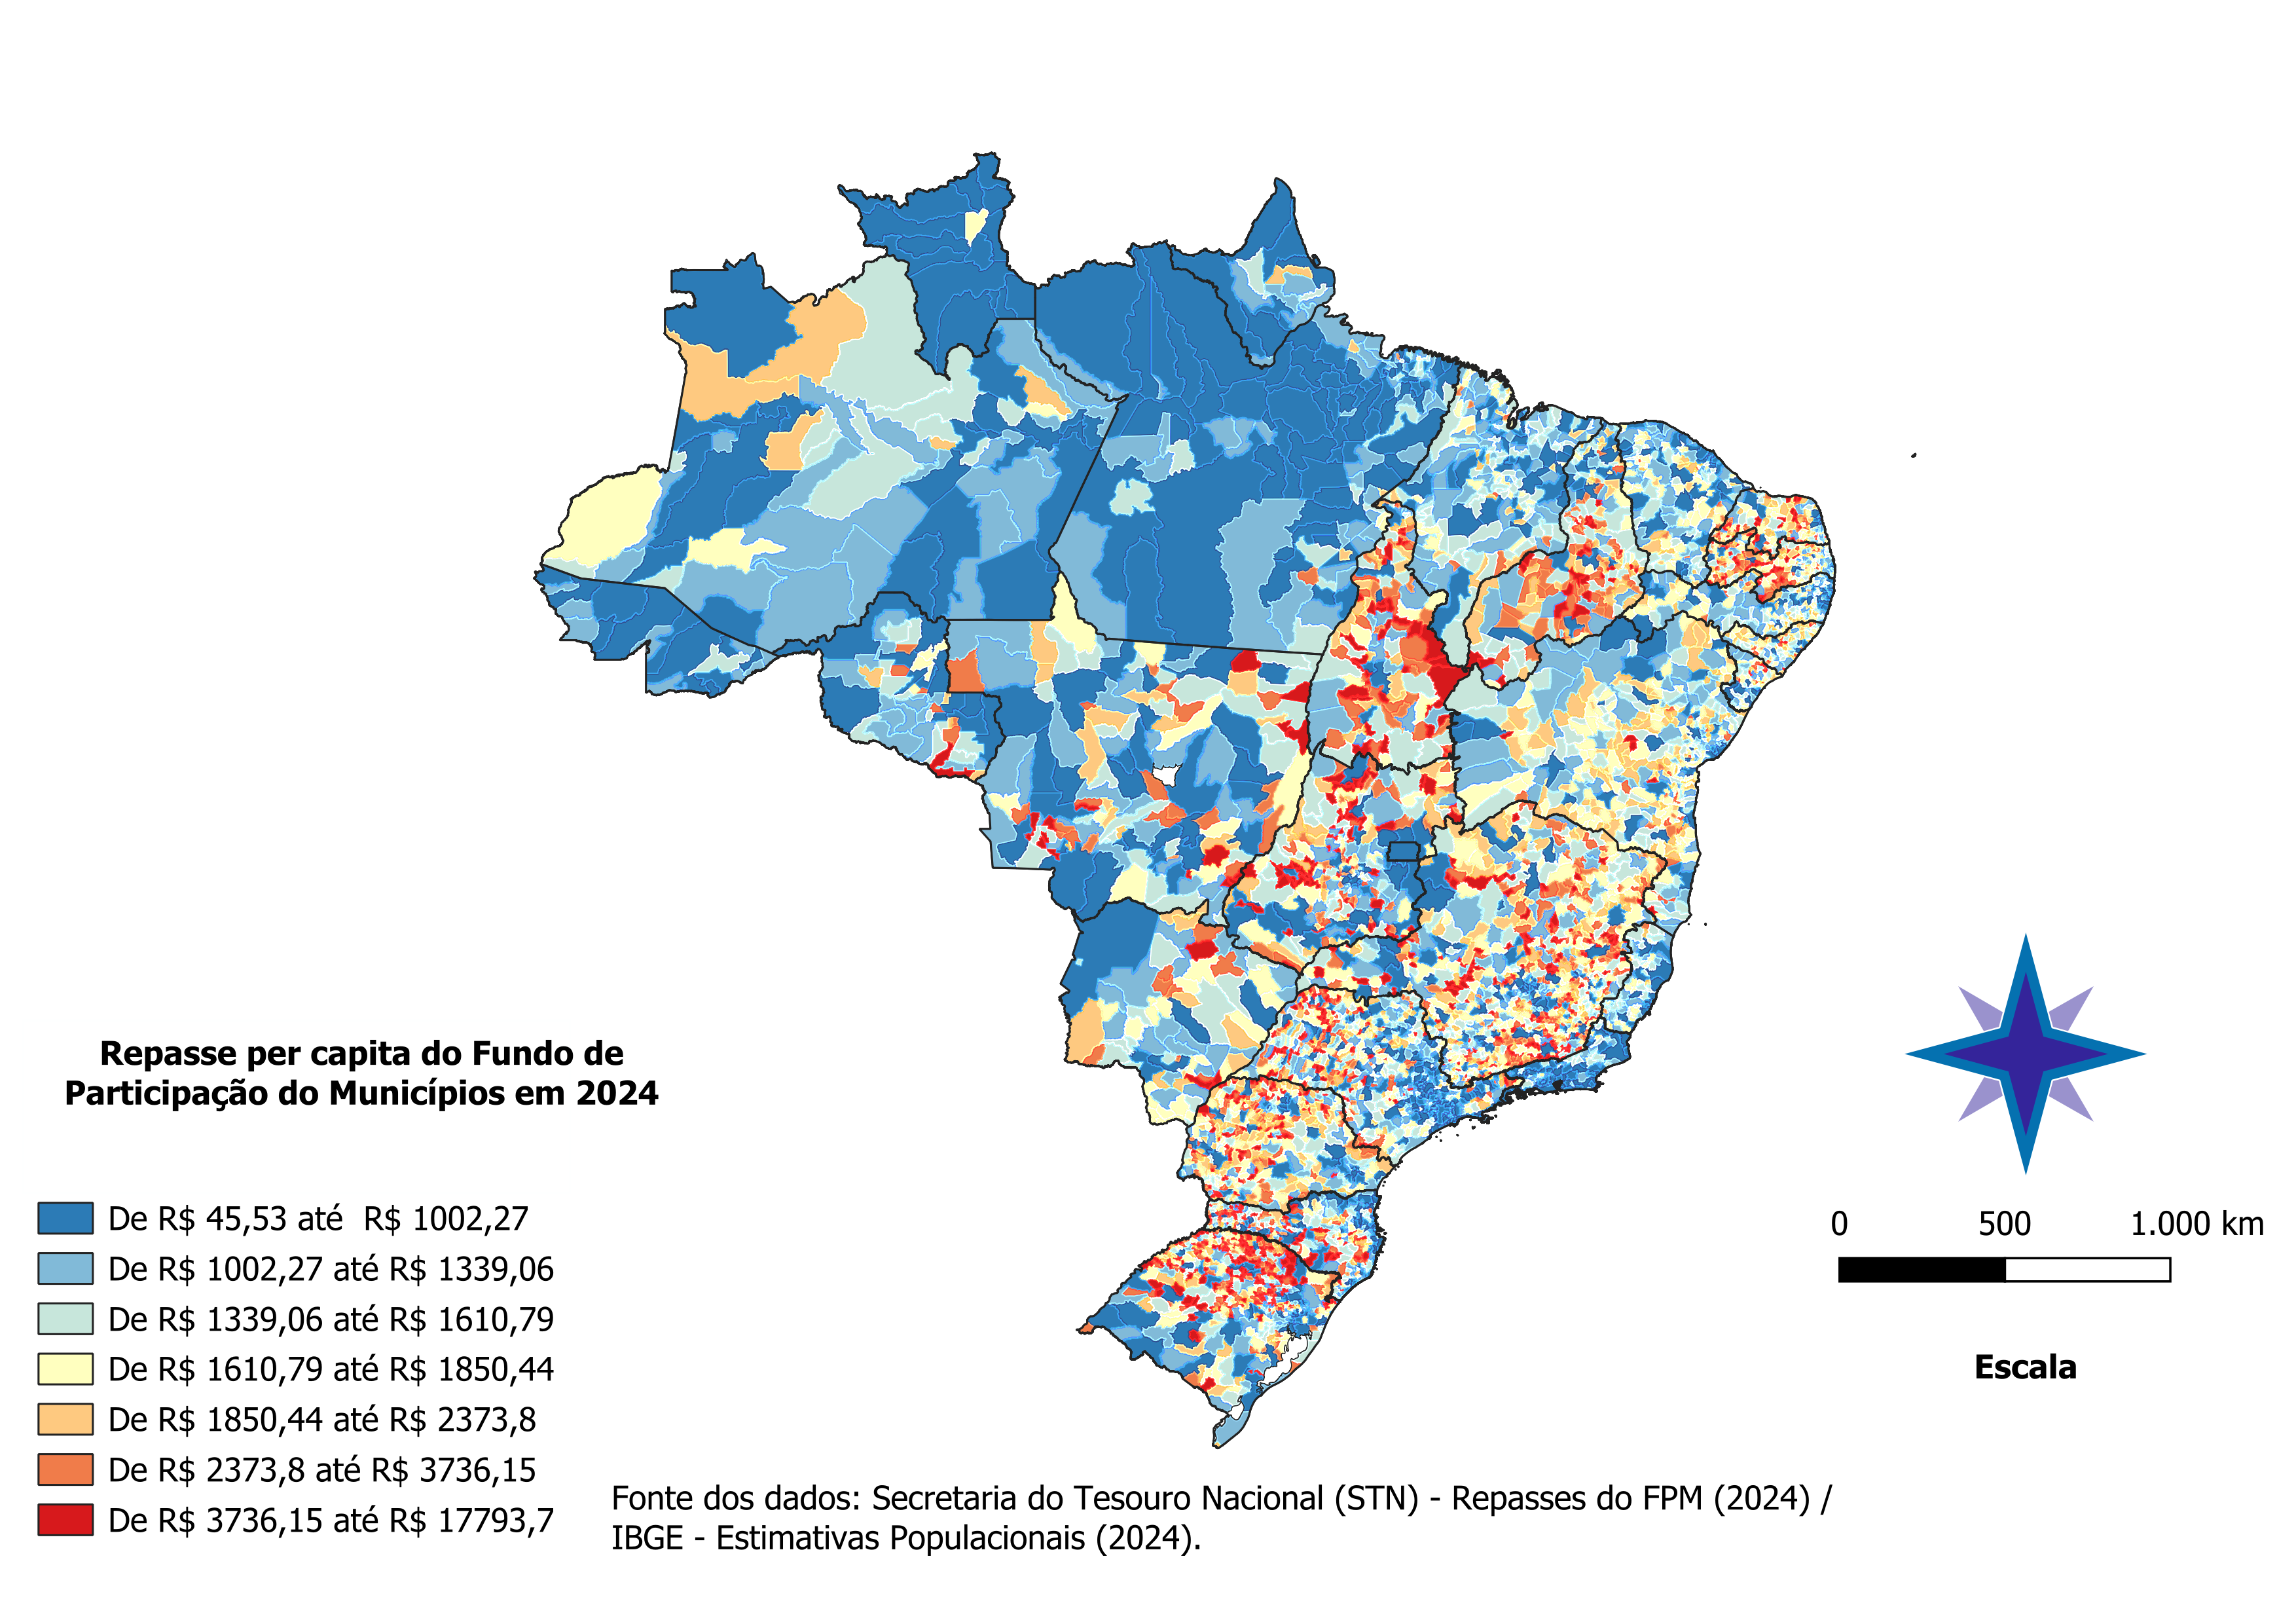 Repasse per capita do Fundo de
Participação do Municípios em 2024
De R$ 45,53 até  R$ 1002,27
De R$ 1002,27 até R$ 1339,06
De R$ 1339,06 até R$ 1610,79
De R$ 1610,79 até R$ 1850,44
De R$ 1850,44 até R$ 2373,8
De R$ 2373,8 até R$ 3736,15
De R$ 3736,15 até R$ 17793,7
0 500 1.000 km
Escala
Fonte dos dados: Secretaria do Tesouro Nacional (STN) - Repasses do FPM (2024) /
IBGE - Estimativas Populacionais (2024).